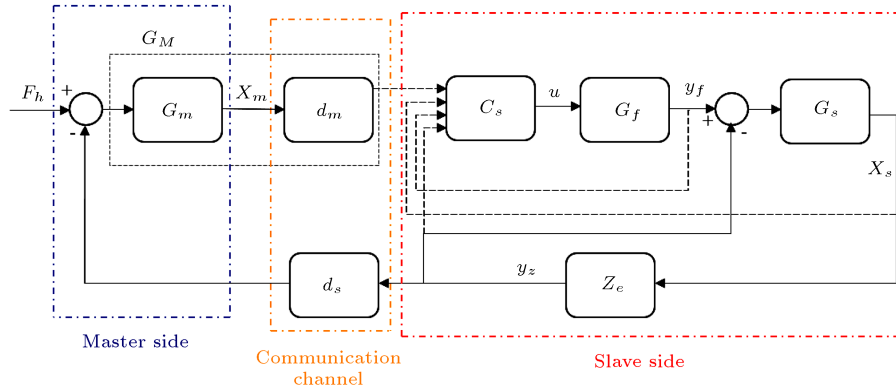 G_M
F_h
+
-
G_m
X_m
d_m
C_s
u
G_f
y_f
+
-
G_s
X_s
d_s
y_z
Z_e
Master side
Communication
channel
Slave side